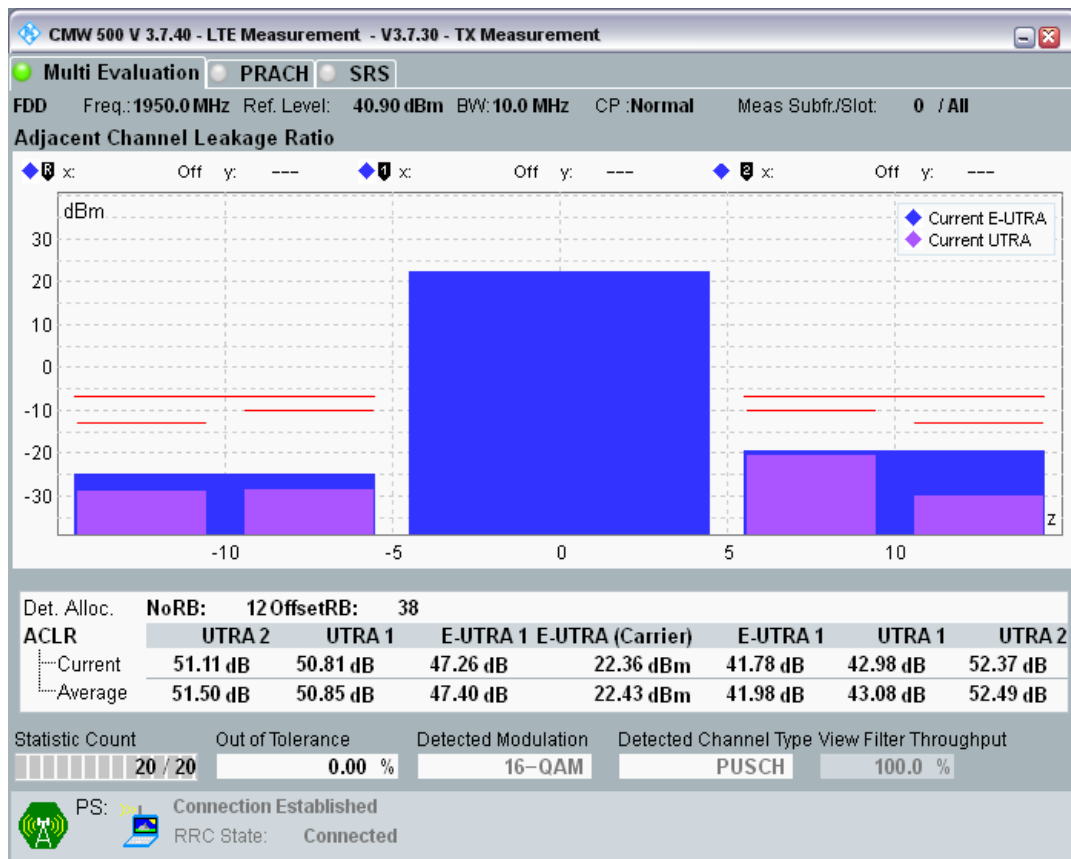 CMW 500 V 3.7.40 - LTE Measurement - V3.7.30 - TX Measurement
Multi Evaluation PRACH SRS
FDD Freq.:1950.0 MHz Ref. Level: 40.90 dBm BW:10.0 MHz CP :Normal Meas Subfr./Slot: 0 / All
Adjacent Channel Leakage Ratio
R x: Off y: --- 1 x: Off y: --- 2 x: Off y: ---
dBm
Current E-UTRA
Current UTRA
30
20
10
0
-10
-20
-30
z
-10 -5 0 5 10
Det. Alloc. NoRB: 12 OffsetRB: 38
ACLR UTRA 2 UTRA 1 E-UTRA 1 E-UTRA (Carrier) E-UTRA 1 UTRA 1 UTRA 2
Current 51.11 dB 50.81 dB 47.26 dB 22.36 dBm 41.78 dB 42.98 dB 52.37 dB
Average 51.50 dB 50.85 dB 47.40 dB 22.43 dBm 41.98 dB 43.08 dB 52.49 dB
Statistic Count Out of Tolerance Detected Modulation Detected Channel Type View Filter Throughput
20 / 20 0.00 % 16-QAM PUSCH 100.0 %
PS: Connection Established
RRC State: Connected